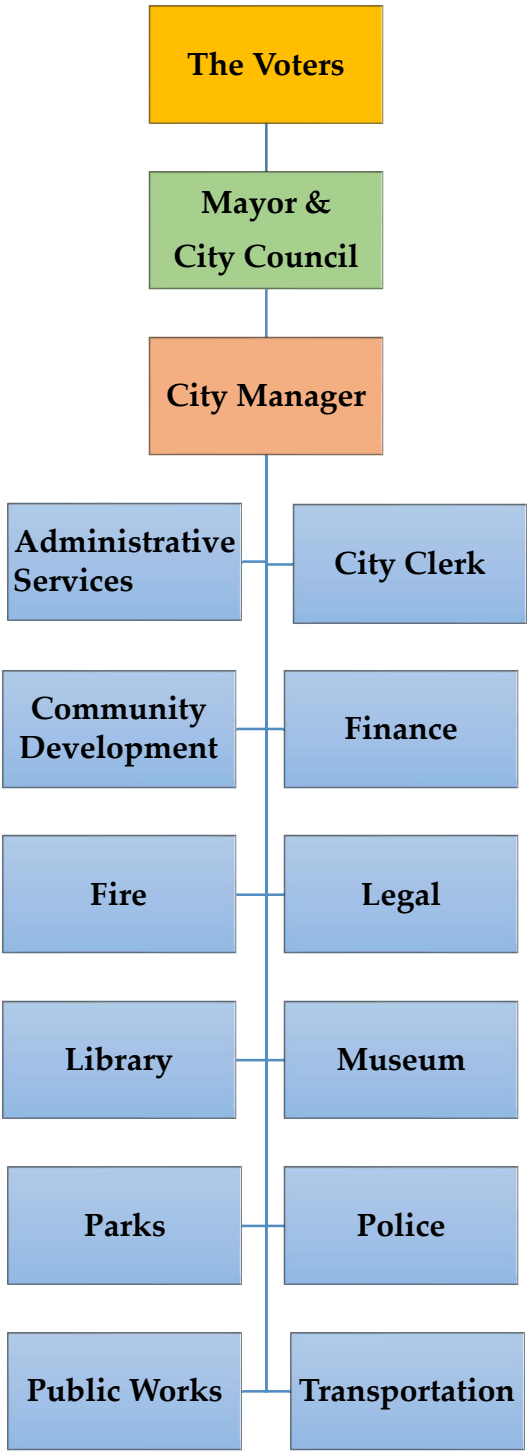 The Voters
Mayor &
City Council
City Manager
Administrative
Services
City Clerk
Community
Development
Finance
Fire
Legal
Library
Museum
Parks
Police
Public Works
Transportation